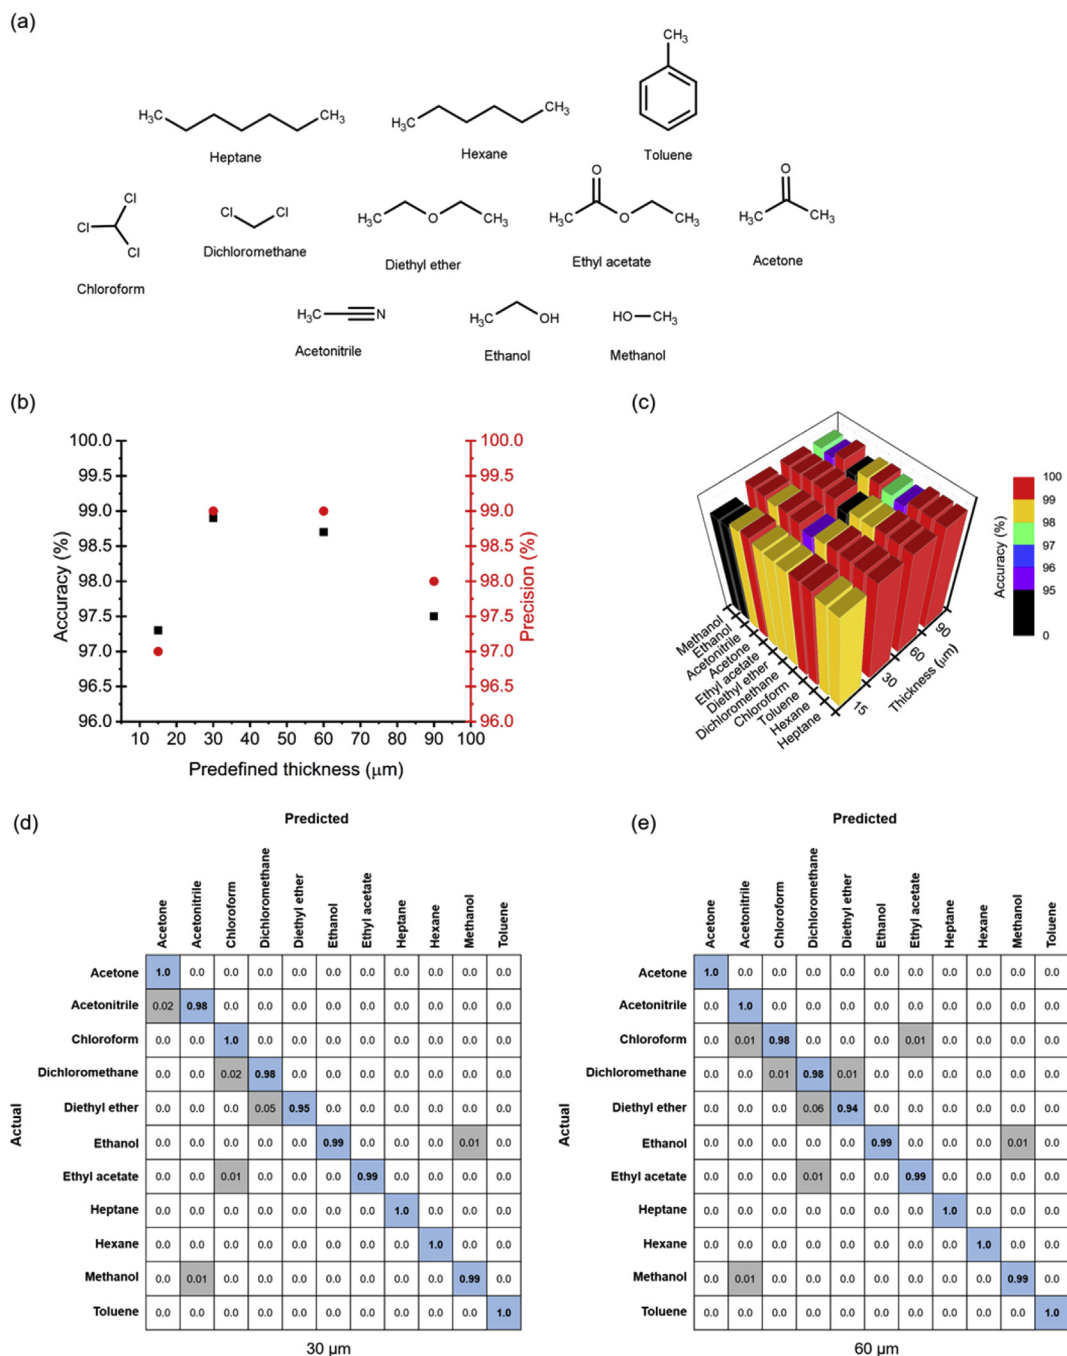 (a)
CH₃
H₃C CH₃
H₃C CH₃
Heptane
Hexane
Toluene
Cl
Cl
Cl
Chloroform
Cl Cl
Dichloromethane
H₃C O CH₃
Diethyl ether
O
H₃C O CH₃
Ethyl acetate
O
H₃C CH₃
Acetone
H₃C N
Acetonitrile
H₃C OH
Ethanol
HO CH₃
Methanol
(b)
Accuracy (%)
100.0
99.5
99.0
98.5
98.0
97.5
97.0
96.5
96.0
10 20 30 40 50 60 70 80 90 100
Predefined thickness (μm)
100.0
99.5
99.0
98.5
98.0
97.5
97.0
96.5
96.0
Precision (%)
(c)
Methanol
Ethanol
Acetonitrile
Acetone
Ethyl acetate
Diethyl ether
Dichloromethane
Chloroform
Toluene
Hexane
Heptane
15
30
60
90
Thickness (μm)
Accuracy (%)
100
99
98
97
96
95
0
(d)
Predicted
Acetone Acetonitrile Chloroform Dichloromethane Diethyl ether Ethanol Ethyl acetate Heptane Hexane Methanol Toluene
Actual
Acetone 1.0 0.0 0.0 0.0 0.0 0.0 0.0 0.0 0.0 0.0 0.0
Acetonitrile 0.02 0.98 0.0 0.0 0.0 0.0 0.0 0.0 0.0 0.0 0.0
Chloroform 0.0 0.0 1.0 0.0 0.0 0.0 0.0 0.0 0.0 0.0 0.0
Dichloromethane 0.0 0.0 0.02 0.98 0.0 0.0 0.0 0.0 0.0 0.0 0.0
Diethyl ether 0.0 0.0 0.0 0.05 0.95 0.0 0.0 0.0 0.0 0.0 0.0
Ethanol 0.0 0.0 0.0 0.0 0.0 0.99 0.0 0.0 0.0 0.01 0.0
Ethyl acetate 0.0 0.0 0.01 0.0 0.0 0.0 0.99 0.0 0.0 0.0 0.0
Heptane 0.0 0.0 0.0 0.0 0.0 0.0 0.0 1.0 0.0 0.0 0.0
Hexane 0.0 0.0 0.0 0.0 0.0 0.0 0.0 0.0 1.0 0.0 0.0
Methanol 0.0 0.01 0.0 0.0 0.0 0.0 0.0 0.0 0.0 0.99 0.0
Toluene 0.0 0.0 0.0 0.0 0.0 0.0 0.0 0.0 0.0 0.0 1.0
30 μm
(e)
Predicted
Acetone Acetonitrile Chloroform Dichloromethane Diethyl ether Ethanol Ethyl acetate Heptane Hexane Methanol Toluene
Actual
Acetone 1.0 0.0 0.0 0.0 0.0 0.0 0.0 0.0 0.0 0.0 0.0
Acetonitrile 0.0 1.0 0.0 0.0 0.0 0.0 0.0 0.0 0.0 0.0 0.0
Chloroform 0.0 0.01 0.98 0.0 0.0 0.0 0.01 0.0 0.0 0.0 0.0
Dichloromethane 0.0 0.0 0.01 0.98 0.01 0.0 0.0 0.0 0.0 0.0 0.0
Diethyl ether 0.0 0.0 0.0 0.06 0.94 0.0 0.0 0.0 0.0 0.0 0.0
Ethanol 0.0 0.0 0.0 0.0 0.0 0.99 0.0 0.0 0.0 0.01 0.0
Ethyl acetate 0.0 0.0 0.0 0.01 0.0 0.0 0.99 0.0 0.0 0.0 0.0
Heptane 0.0 0.0 0.0 0.0 0.0 0.0 0.0 1.0 0.0 0.0 0.0
Hexane 0.0 0.0 0.0 0.0 0.0 0.0 0.0 0.0 1.0 0.0 0.0
Methanol 0.0 0.01 0.0 0.0 0.0 0.0 0.0 0.0 0.0 0.99 0.0
Toluene 0.0 0.0 0.0 0.0 0.0 0.0 0.0 0.0 0.0 0.0 1.0
60 μm